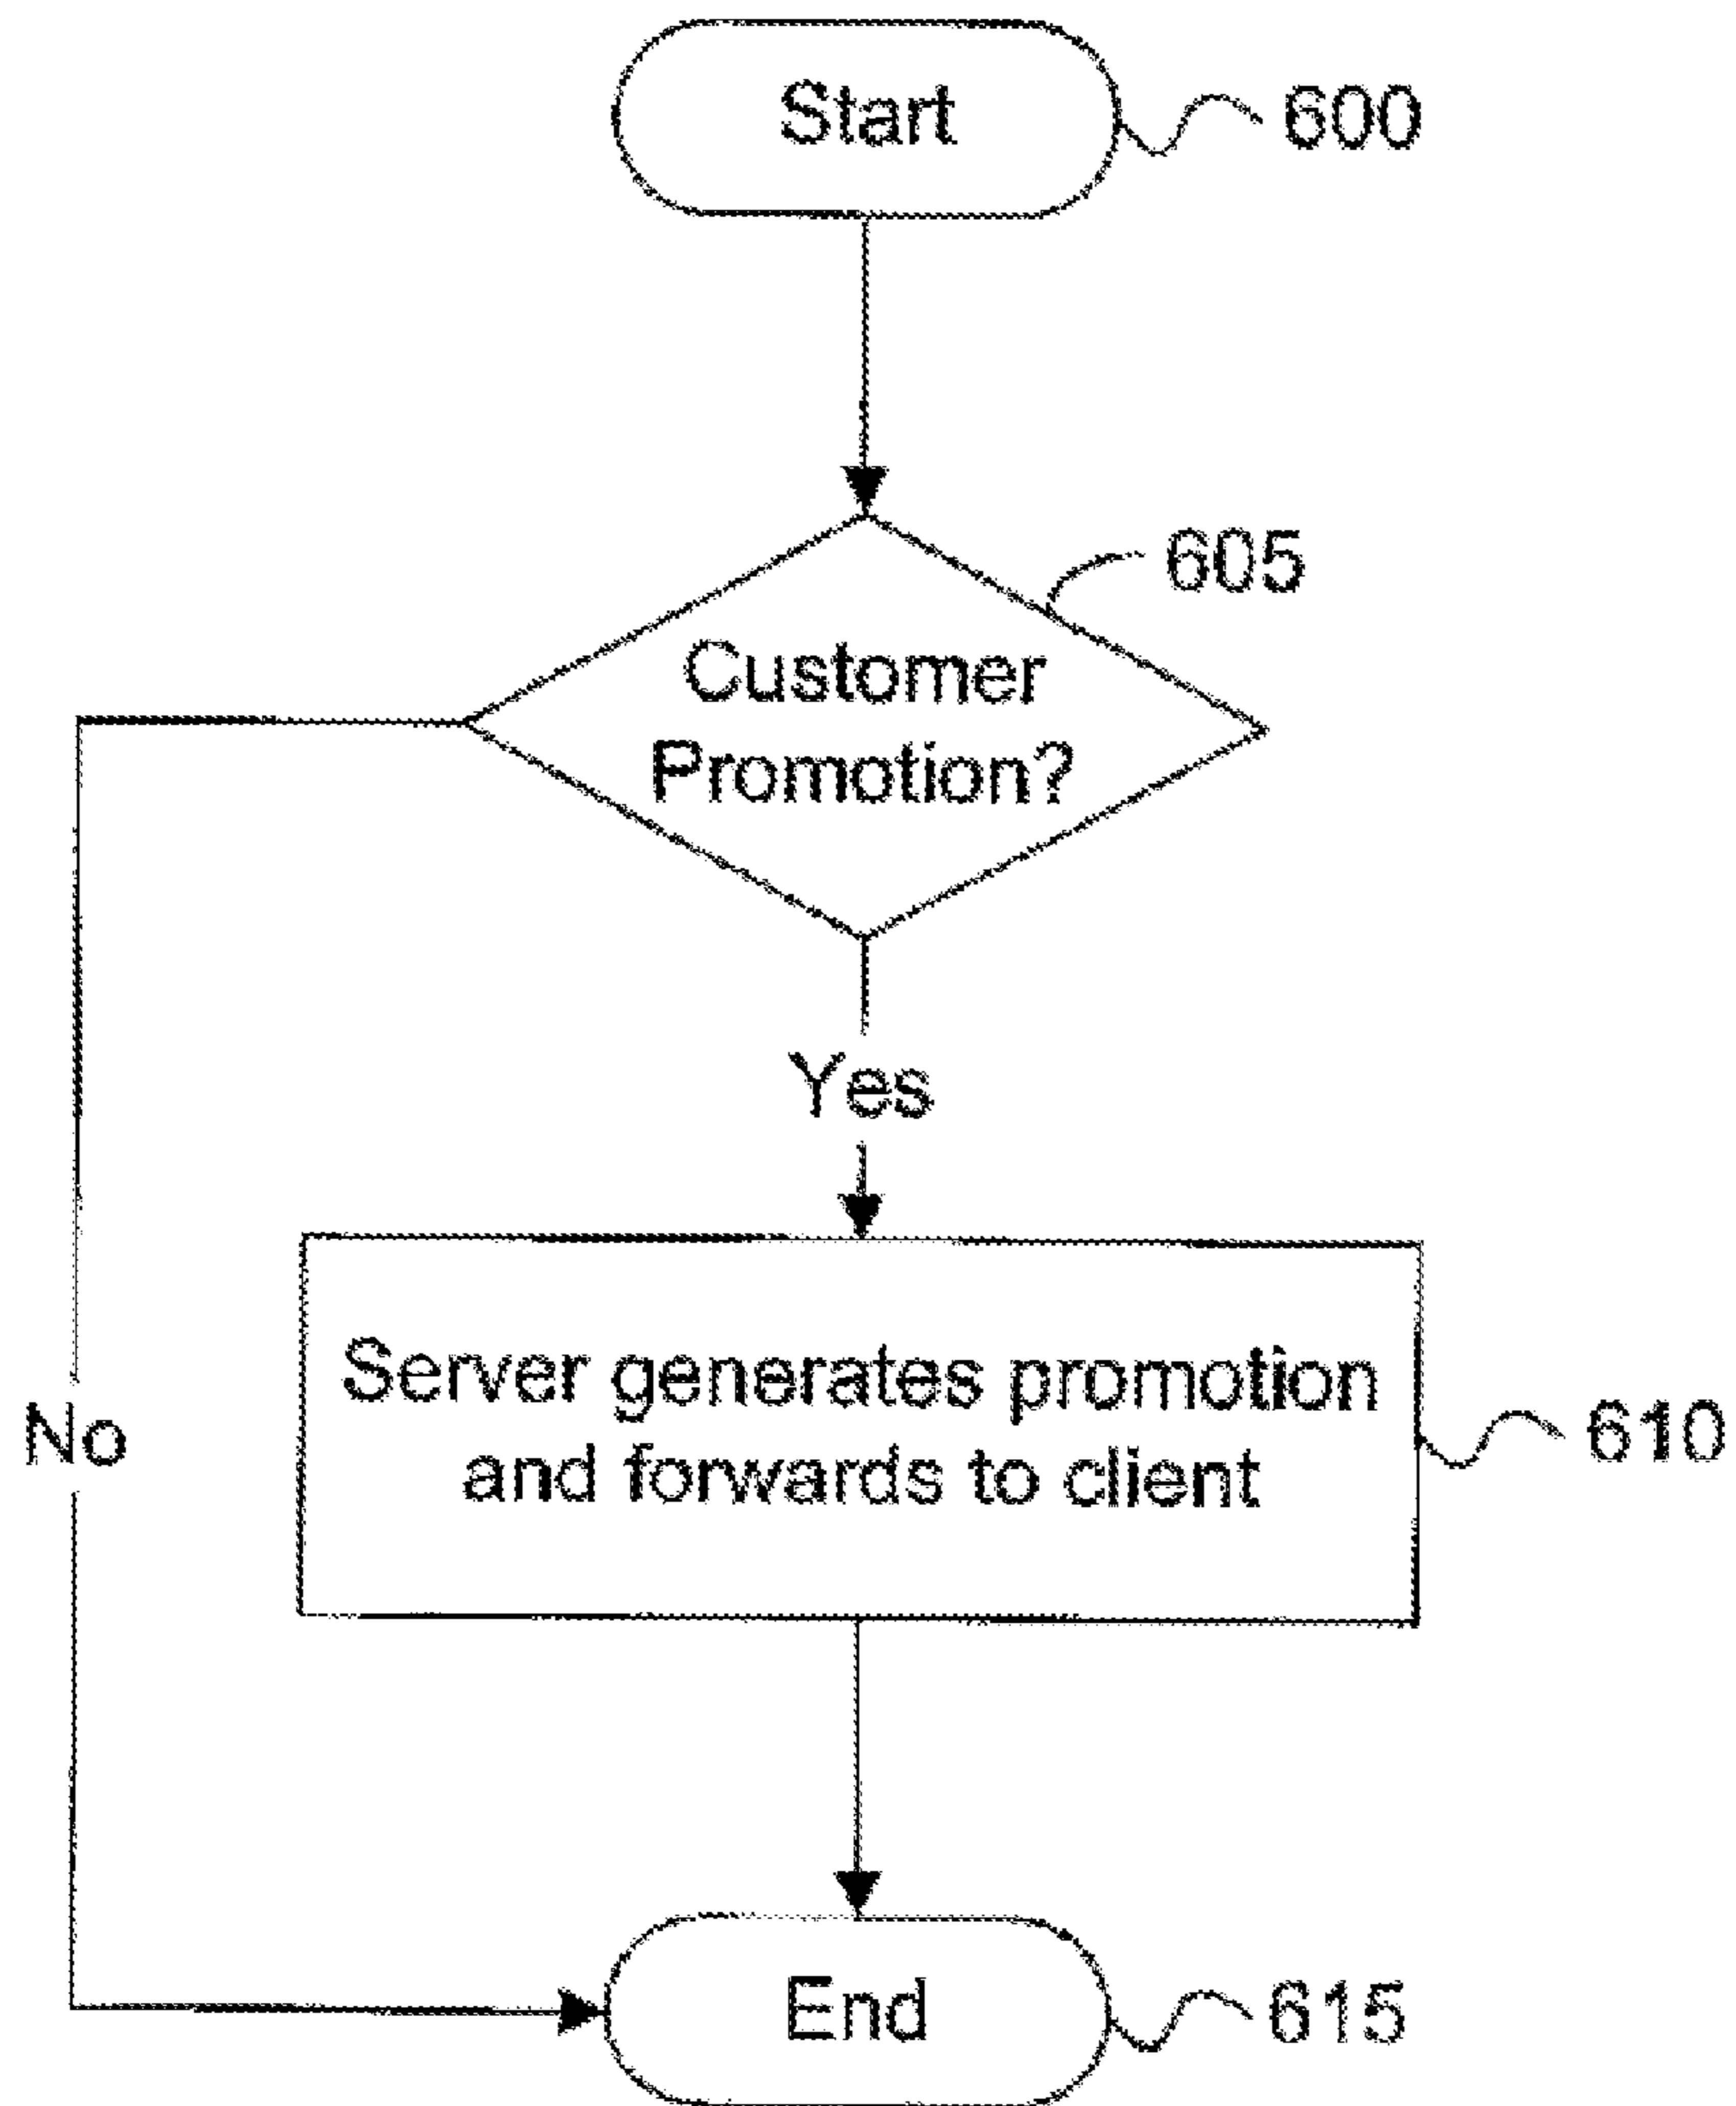 Start
600
605
Customer
Promotion?
Yes
Server generates promotion
and forwards to client
610
No
End
615